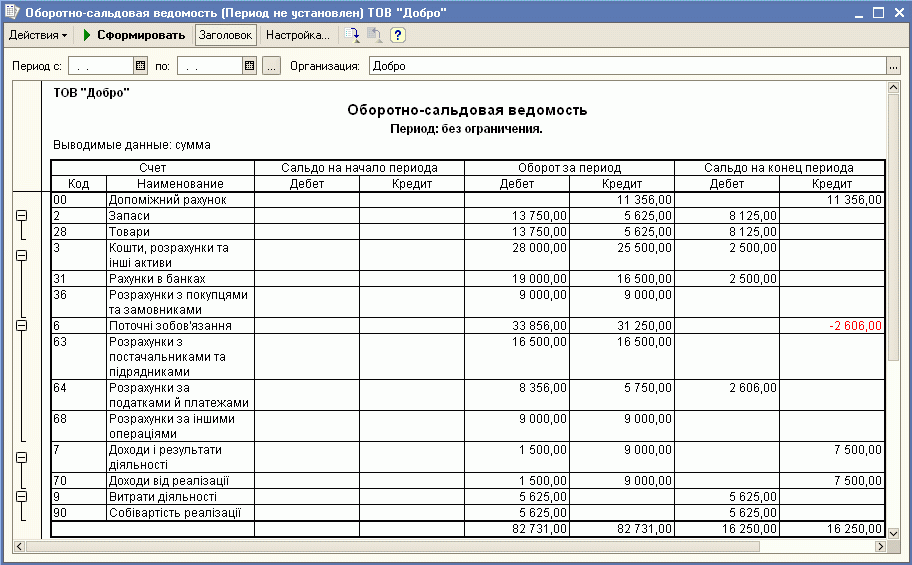 Оборотно-сальдовая ведомость (Период не установлен) ТОВ "Добро"
Действия Сформировать Заголовок Настройка... ?
Период с: . . по: . . ... Организация: Добро ...
ТОВ "Добро"
Оборотно-сальдовая ведомость
Период: без ограничения.
Выводимые данные: сумма
Счет Сальдо на начало периода Оборот за период Сальдо на конец периода
Код Наименование Дебет Кредит Дебет Кредит Дебет Кредит
00 Допоміжний рахунок 11 356,00 11 356,00
2 Запаси 13 750,00 5 625,00 8 125,00
28 Товари 13 750,00 5 625,00 8 125,00
3 Кошти, розрахунки та 28 000,00 25 500,00 2 500,00
інші активи
31 Рахунки в банках 19 000,00 16 500,00 2 500,00
36 Розрахунки з покупцями 9 000,00 9 000,00
та замовниками
6 Поточні зобов'язання 33 856,00 31 250,00 -2 606,00
63 Розрахунки з 16 500,00 16 500,00
постачальниками та
підрядниками
64 Розрахунки за 8 356,00 5 750,00 2 606,00
податками й платежами
68 Розрахунки за іншими 9 000,00 9 000,00
операціями
7 Доходи і результати 1 500,00 9 000,00 7 500,00
діяльності
70 Доходи від реалізації 1 500,00 9 000,00 7 500,00
9 Витрати діяльності 5 625,00 5 625,00
90 Собівартість реалізації 5 625,00 5 625,00
82 731,00 82 731,00 16 250,00 16 250,00